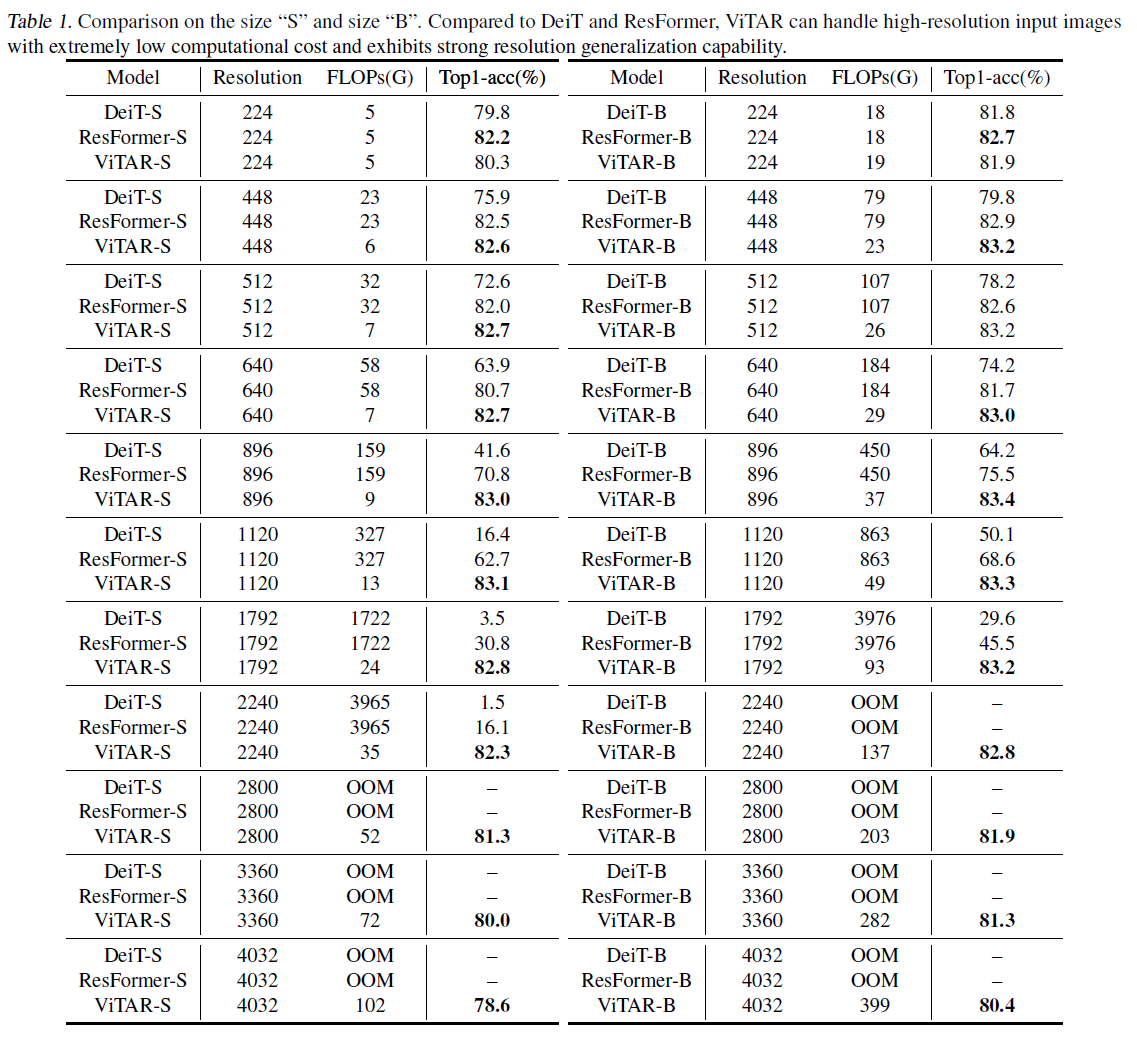 Table 1. Comparison on the size “S” and size “B”. Compared to DeiT and ResFormer, ViTAR can handle high-resolution input images
with extremely low computational cost and exhibits strong resolution generalization capability.
Model Resolution FLOPs(G) Top1-acc(%) Model Resolution FLOPs(G) Top1-acc(%)
DeiT-S 224 5 79.8 DeiT-B 224 18 81.8
ResFormer-S 224 5 82.2 ResFormer-B 224 18 82.7
ViTAR-S 224 5 80.3 ViTAR-B 224 19 81.9
DeiT-S 448 23 75.9 DeiT-B 448 79 79.8
ResFormer-S 448 23 82.5 ResFormer-B 448 79 82.9
ViTAR-S 448 6 82.6 ViTAR-B 448 23 83.2
DeiT-S 512 32 72.6 DeiT-B 512 107 78.2
ResFormer-S 512 32 82.0 ResFormer-B 512 107 82.6
ViTAR-S 512 7 82.7 ViTAR-B 512 26 83.2
DeiT-S 640 58 63.9 DeiT-B 640 184 74.2
ResFormer-S 640 58 80.7 ResFormer-B 640 184 81.7
ViTAR-S 640 7 82.7 ViTAR-B 640 29 83.0
DeiT-S 896 159 41.6 DeiT-B 896 450 64.2
ResFormer-S 896 159 70.8 ResFormer-B 896 450 75.5
ViTAR-S 896 9 83.0 ViTAR-B 896 37 83.4
DeiT-S 1120 327 16.4 DeiT-B 1120 863 50.1
ResFormer-S 1120 327 62.7 ResFormer-B 1120 863 68.6
ViTAR-S 1120 13 83.1 ViTAR-B 1120 49 83.3
DeiT-S 1792 1722 3.5 DeiT-B 1792 3976 29.6
ResFormer-S 1792 1722 30.8 ResFormer-B 1792 3976 45.5
ViTAR-S 1792 24 82.8 ViTAR-B 1792 93 83.2
DeiT-S 2240 3965 1.5 DeiT-B 2240 OOM –
ResFormer-S 2240 3965 16.1 ResFormer-B 2240 OOM –
ViTAR-S 2240 35 82.3 ViTAR-B 2240 137 82.8
DeiT-S 2800 OOM – DeiT-B 2800 OOM –
ResFormer-S 2800 OOM – ResFormer-B 2800 OOM –
ViTAR-S 2800 52 81.3 ViTAR-B 2800 203 81.9
DeiT-S 3360 OOM – DeiT-B 3360 OOM –
ResFormer-S 3360 OOM – ResFormer-B 3360 OOM –
ViTAR-S 3360 72 80.0 ViTAR-B 3360 282 81.3
DeiT-S 4032 OOM – DeiT-B 4032 OOM –
ResFormer-S 4032 OOM – ResFormer-B 4032 OOM –
ViTAR-S 4032 102 78.6 ViTAR-B 4032 399 80.4